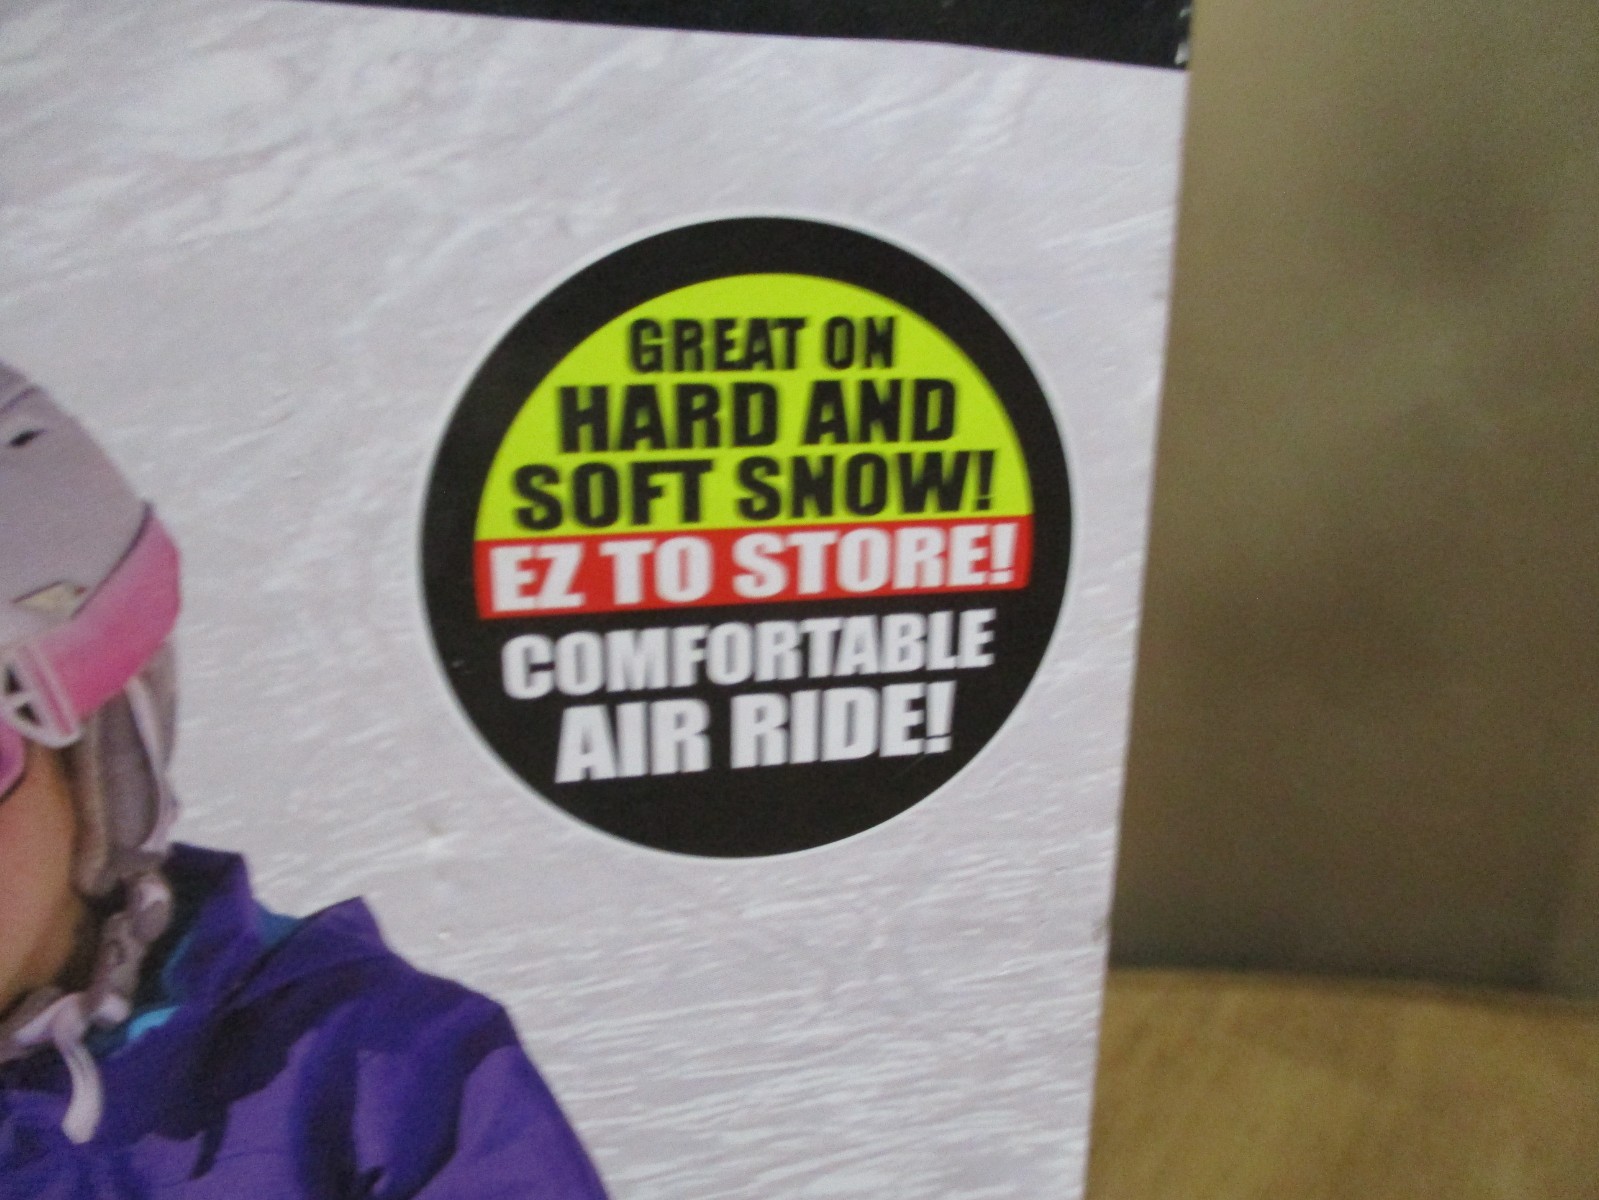 GREAT ON
HARD AND
SOFT SNOW!
EZ TO STORE!
COMFORTABLE
AIR RIDE!